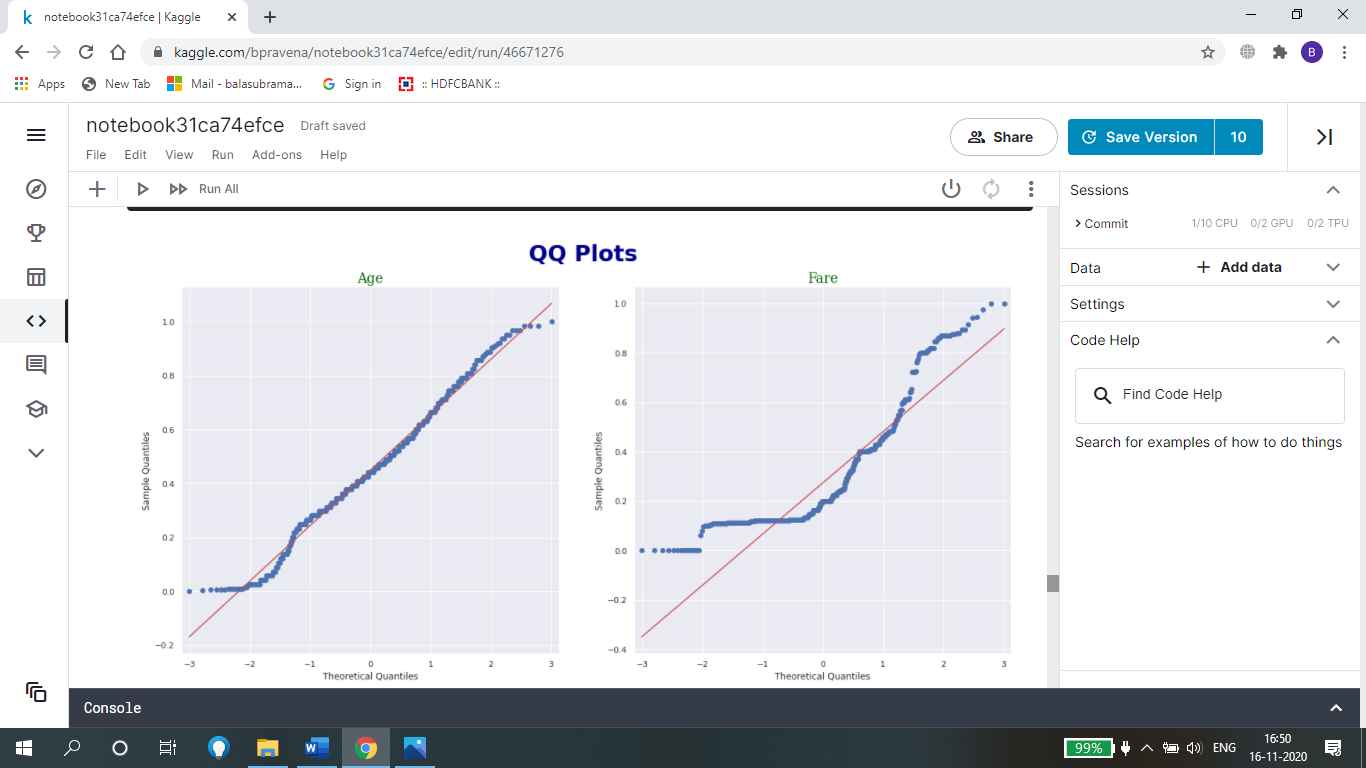 notebook31ca74efce | Kaggle
kaggle.com/bpravena/notebook31ca74efce/edit/run/46671276
B
Apps New Tab Mail - balasubrama... Sign in :: HDFCBANK ::
notebook31ca74efce Draft saved
File Edit View Run Add-ons Help
Share
Save Version 10
Run All
QQ Plots
Age
1.0
0.8
0.6
0.4
0.2
0.0
−0.2
Sample Quantiles
−3 −2 −1 0 1 2 3
Theoretical Quantiles
Fare
1.0
0.8
0.6
0.4
0.2
0.0
−0.2
−0.4
Sample Quantiles
−3 −2 −1 0 1 2 3
Theoretical Quantiles
Sessions
Commit 1/10 CPU 0/2 GPU 0/2 TPU
Data + Add data
Settings
Code Help
Find Code Help
Search for examples of how to do things
Console
99% ENG 16:50
16-11-2020